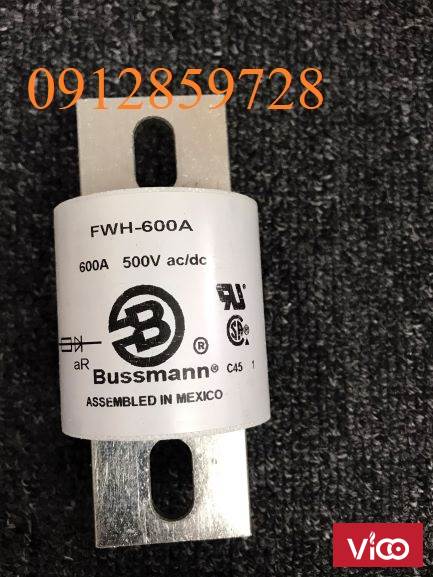 0912859728
FWH-600A
600A 500V ac/dc
B
®
aR
Bussmann® C45 1
ASSEMBLED IN MEXICO
vico